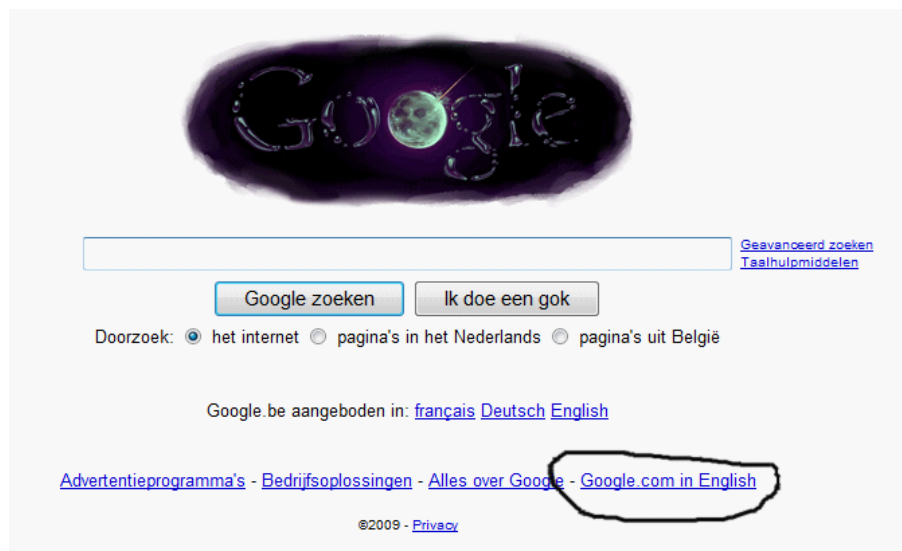 Google
Geavanceerd zoeken
Taalhulpmiddelen
Google zoeken Ik doe een gok
Doorzoek: het internet pagina's in het Nederlands pagina's uit België
Google.be aangeboden in: français Deutsch English
Advertentieprogramma's - Bedrijfsoplossingen - Alles over Google - Google.com in English
©2009 - Privacy